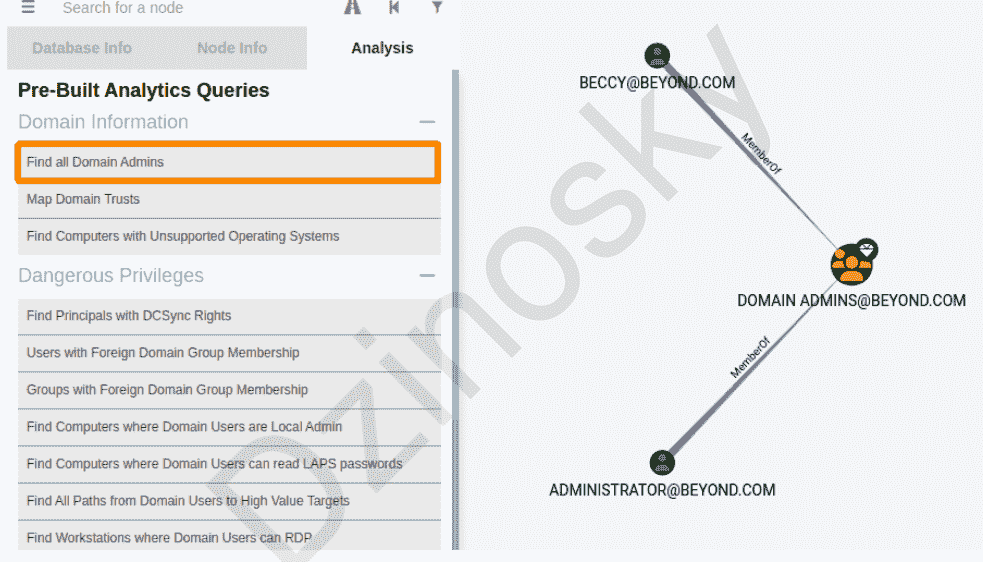 Search for a node
Database Info
Node Info
Analysis
Pre-Built Analytics Queries
Domain Information
Find all Domain Admins
Map Domain Trusts
Find Computers with Unsupported Operating Systems
Dangerous Privileges
Find Principals with DCSync Rights
Users with Foreign Domain Group Membership
Groups with Foreign Domain Group Membership
Find Computers where Domain Users are Local Admin
Find Computers where Domain Users can read LAPS passwords
Find All Paths from Domain Users to High Value Targets
Find Workstations where Domain Users can RDP
BECCY@BEYOND.COM
MemberOf
DOMAIN ADMINS@BEYOND.COM
MemberOf
ADMINISTRATOR@BEYOND.COM
Dzinosky